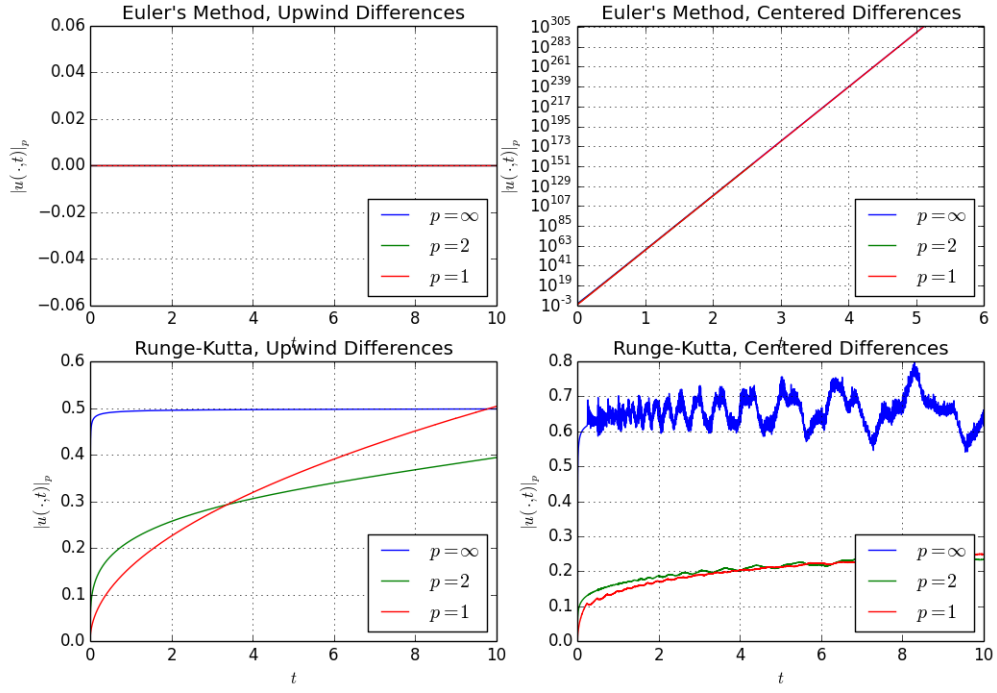 Euler's Method, Upwind Differences
0.06
0.04
0.02
0.00
−0.02
−0.04
−0.06
|u(·,t)|_p
p=∞
p=2
p=1
0 2 4 6 8 10
t
Euler's Method, Centered Differences
10^305
10^283
10^261
10^239
10^217
10^195
10^173
10^151
10^129
10^107
10^85
10^63
10^41
10^19
10^-3
|u(·,t)|_p
p=∞
p=2
p=1
0 1 2 3 4 5 6
t
Runge-Kutta, Upwind Differences
0.6
0.5
0.4
0.3
0.2
0.1
0.0
|u(·,t)|_p
p=∞
p=2
p=1
0 2 4 6 8 10
t
Runge-Kutta, Centered Differences
0.8
0.7
0.6
0.5
0.4
0.3
0.2
0.1
0.0
|u(·,t)|_p
p=∞
p=2
p=1
0 2 4 6 8 10
t